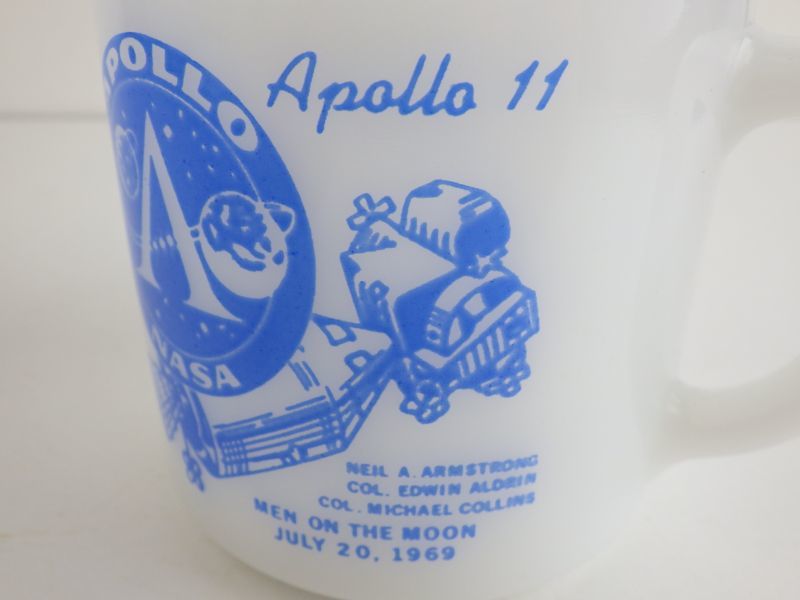 APOLLO
Apollo 11
NASA
NEIL A. ARMSTRONG
COL. EDWIN ALDRIN
COL. MICHAEL COLLINS
MEN ON THE MOON
JULY 20, 1969